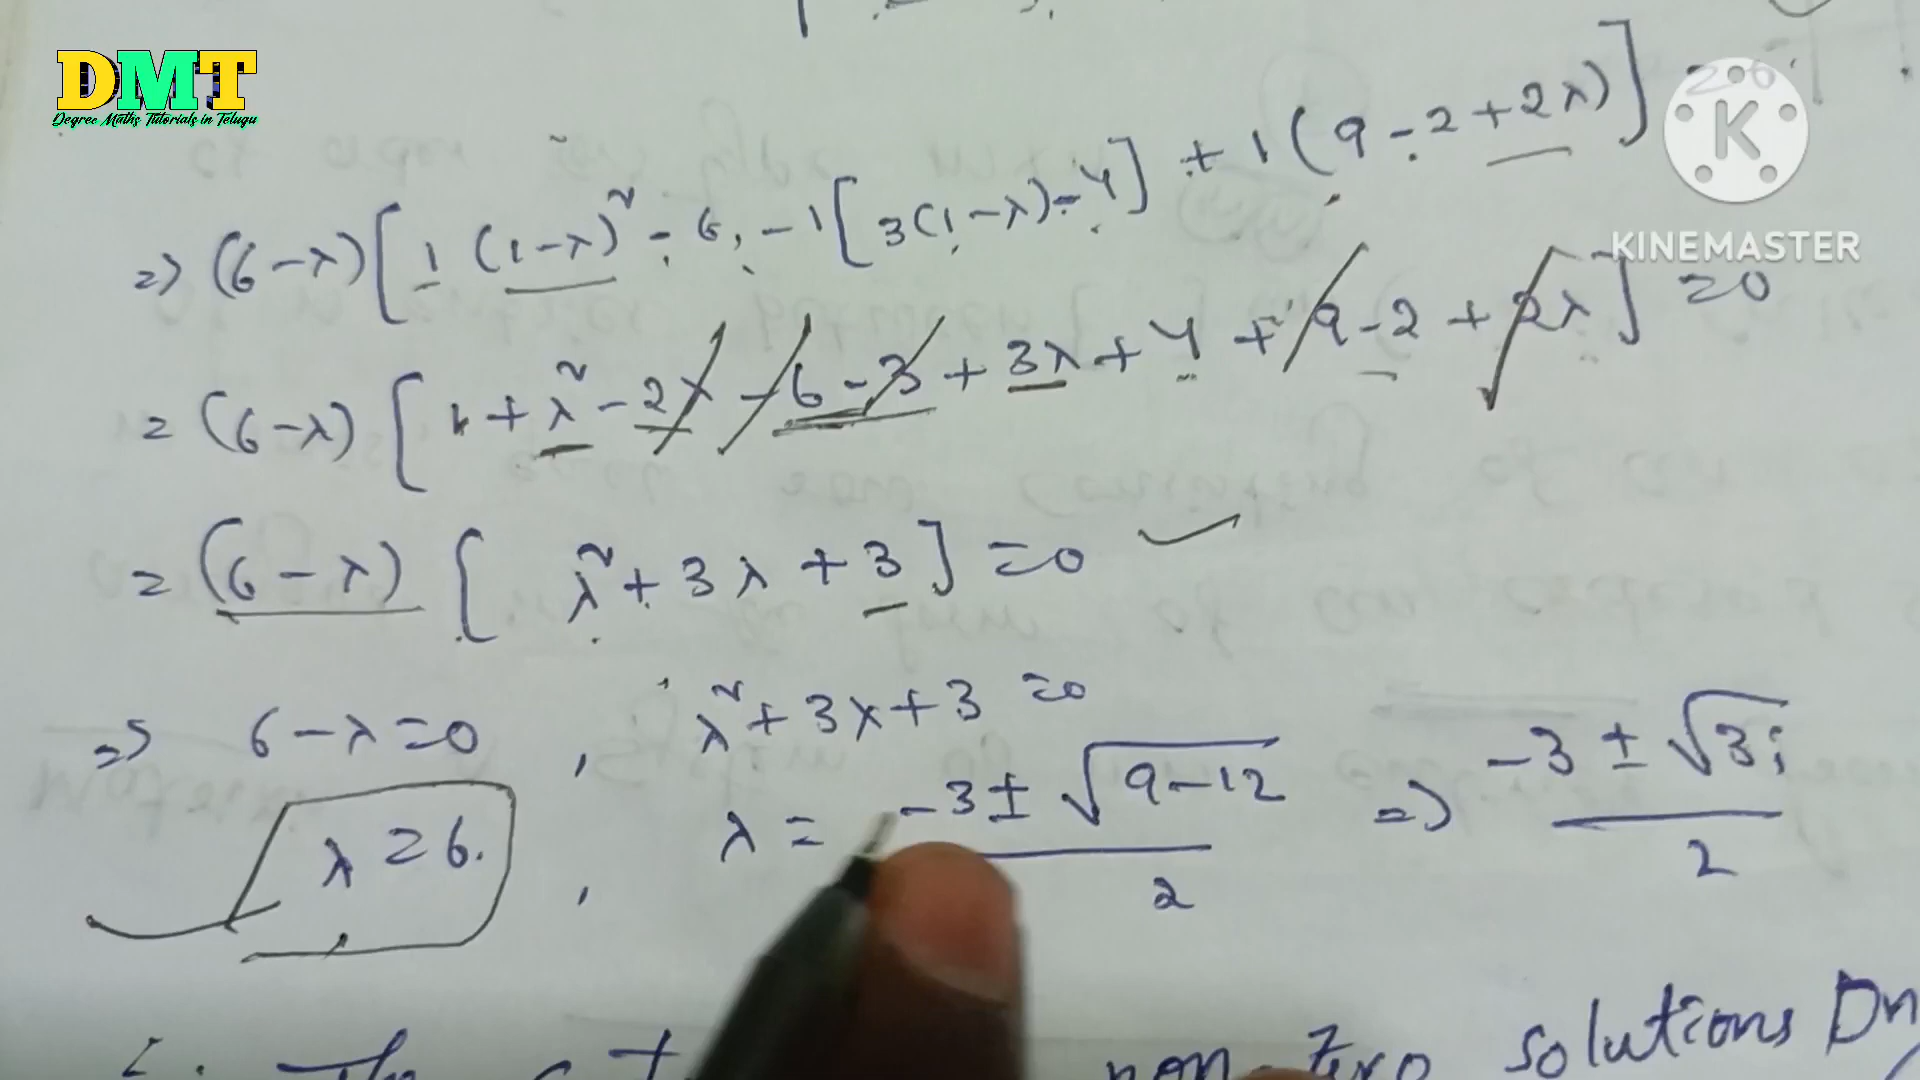 DMT
Degree Maths Tutorials in Telugu
K
KINEMASTER
=> (6-λ)[1 (1-λ)² - 6, -1[3(1-λ)-4] + 1(9-2+2λ)] =0
= (6-λ)[1+λ²-2λ-6-3+3λ+4+9-2+2λ] =0
= (6-λ) [λ²+3λ+3] =0
=> 6-λ=0 , λ²+3λ+3 =0
λ=6. , λ = -3±√9-12 / 2 => -3±√3i / 2
non-zero solutions